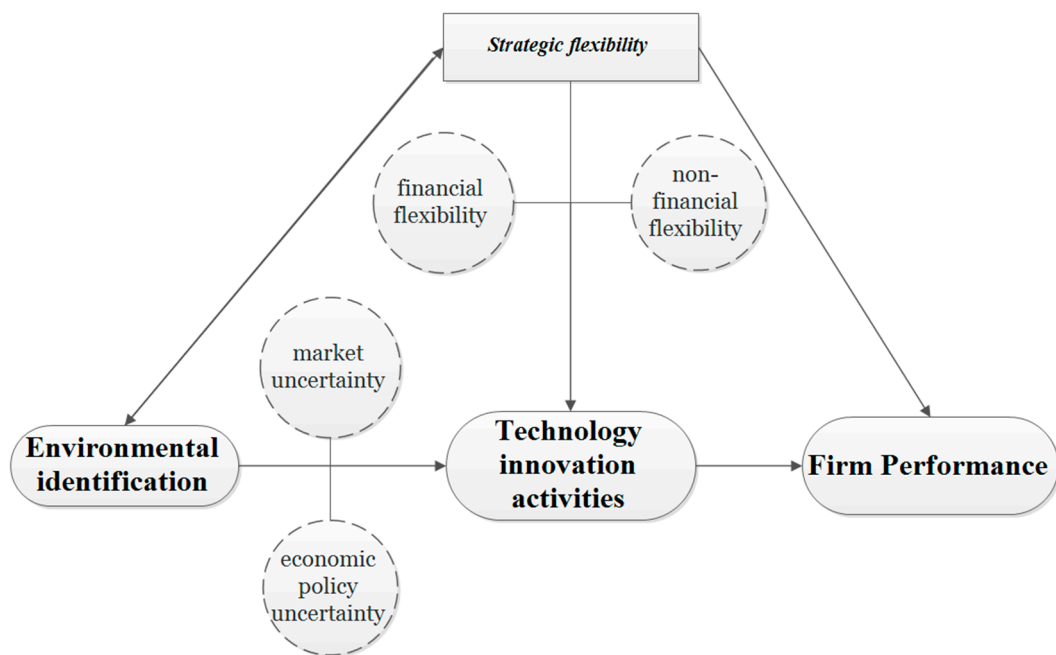 Strategic flexibility
financial
flexibility
non-
financial
flexibility
market
uncertainty
Environmental
identification
Technology
innovation
activities
Firm Performance
economic
policy
uncertainty